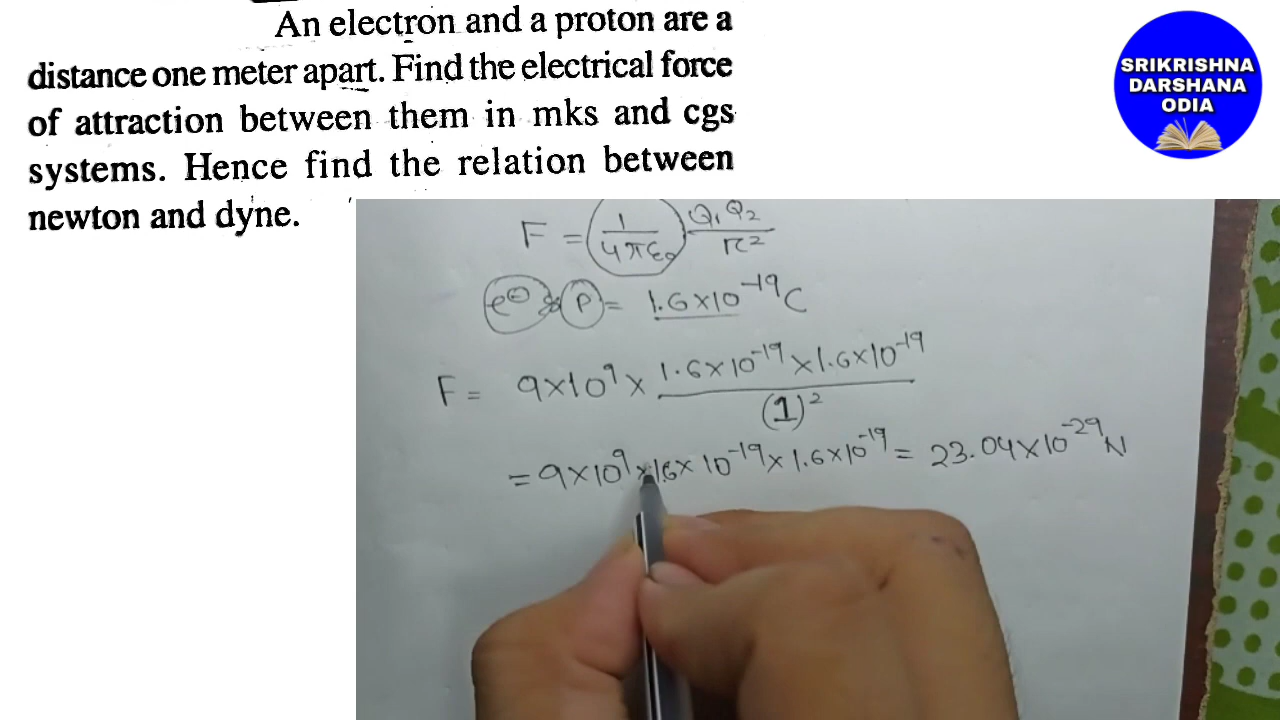 An electron and a proton are a
distance one meter apart. Find the electrical force
of attraction between them in mks and cgs
systems. Hence find the relation between
newton and dyne.
SRIKRISHNA
DARSHANA
ODIA
F = (1/4πε₀) Q₁Q₂/r²
e⊖ & P = 1.6×10⁻¹⁹C
F = 9×10⁹ × 1.6×10⁻¹⁹×1.6×10⁻¹⁹/(1)²
= 9×10⁹×1.6×10⁻¹⁹×1.6×10⁻¹⁹ = 23.04×10⁻²⁹N